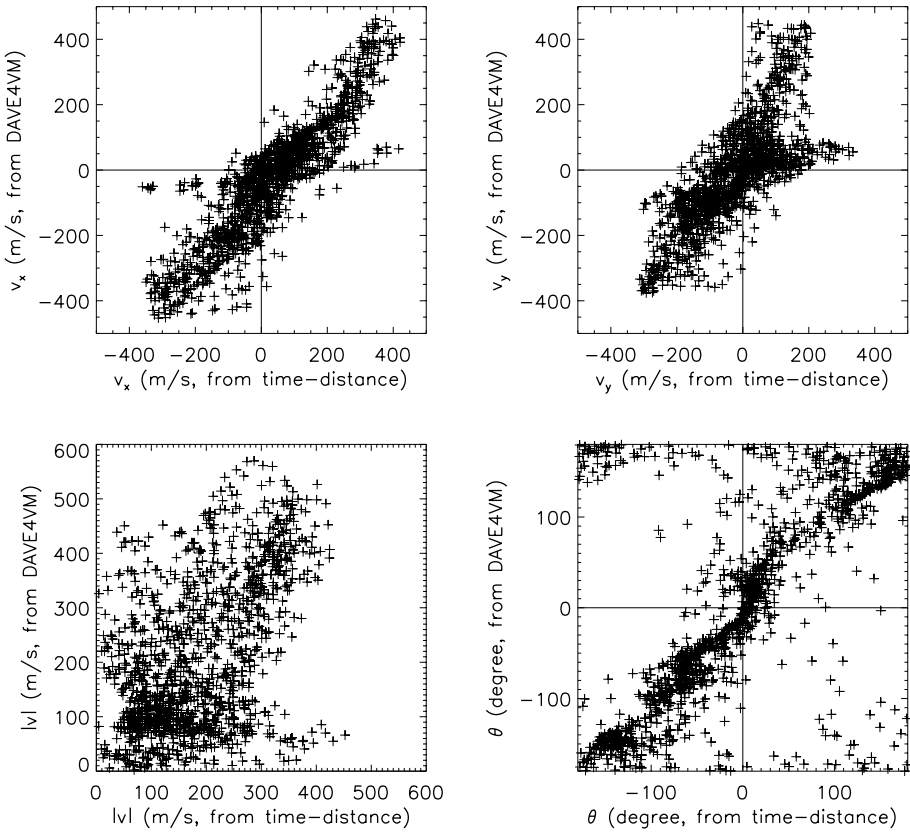 400
200
0
−200
−400
v_x (m/s, from DAVE4VM)
−400 −200 0 200 400
v_x (m/s, from time−distance)
400
200
0
−200
−400
v_y (m/s, from DAVE4VM)
−400 −200 0 200 400
v_y (m/s, from time−distance)
600
500
400
300
200
100
0
|v| (m/s, from DAVE4VM)
0 100 200 300 400 500 600
|v| (m/s, from time−distance)
100
0
−100
θ (degree, from DAVE4VM)
−100 0 100
θ (degree, from time−distance)